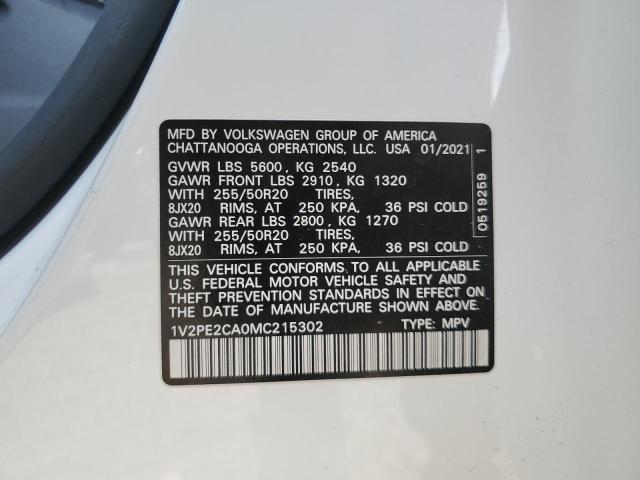 MFD BY VOLKSWAGEN GROUP OF AMERICA
CHATTANOOGA OPERATIONS, LLC. USA 01/2021
GVWR LBS 5600, KG 2540
GAWR FRONT LBS 2910, KG 1320
WITH 255/50R20 TIRES,
8JX20 RIMS, AT 250 KPA, 36 PSI COLD
GAWR REAR LBS 2800, KG 1270
WITH 255/50R20 TIRES,
8JX20 RIMS, AT 250 KPA, 36 PSI COLD
THIS VEHICLE CONFORMS TO ALL APPLICABLE
U.S. FEDERAL MOTOR VEHICLE SAFETY AND
THEFT PREVENTION STANDARDS IN EFFECT ON
THE DATE OF MANUFACTURE SHOWN ABOVE.
1V2PE2CA0MC215302 TYPE: MPV
0519259 1